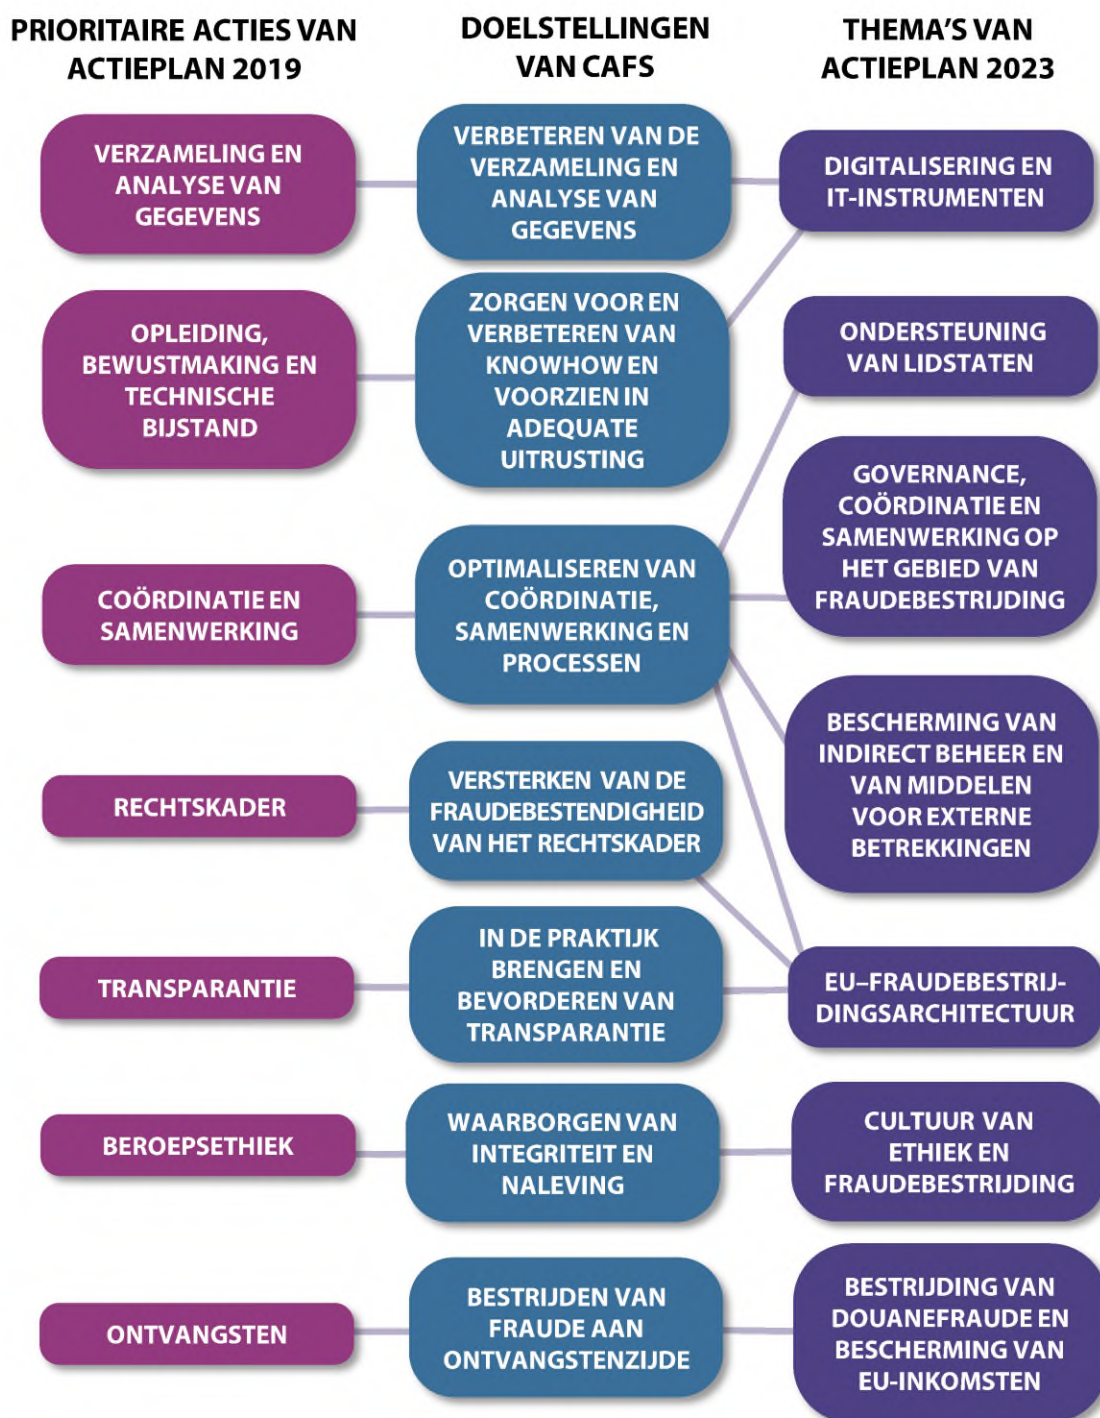 PRIORITAIRE ACTIES VAN
ACTIEPLAN 2019
DOELSTELLINGEN
VAN CAFS
THEMA'S VAN
ACTIEPLAN 2023
VERZAMELING EN
ANALYSE VAN
GEGEVENS
VERBETEREN VAN DE
VERZAMELING EN
ANALYSE VAN
GEGEVENS
DIGITALISERING EN
IT-INSTRUMENTEN
OPLEIDING,
BEWUSTMAKING EN
TECHNISCHE
BIJSTAND
ZORGEN VOOR EN
VERBETEREN VAN
KNOWHOW EN
VOORZIEN IN
ADEQUATE
UITRUSTING
ONDERSTEUNING
VAN LIDSTATEN
GOVERNANCE,
COÖRDINATIE EN
SAMENWERKING OP
HET GEBIED VAN
FRAUDEBESTRIJDING
COÖRDINATIE EN
SAMENWERKING
OPTIMALISEREN VAN
COÖRDINATIE,
SAMENWERKING EN
PROCESSEN
BESCHERMING VAN
INDIRECT BEHEER EN
VAN MIDDELEN
VOOR EXTERNE
BETREKKINGEN
RECHTSKADER
VERSTERKEN VAN DE
FRAUDEBESTENDIGHEID
VAN HET RECHTSKADER
TRANSPARANTIE
IN DE PRAKTIJK
BRENGEN EN
BEVORDEREN VAN
TRANSPARANTIE
EU–FRAUDEBESTRIJ-
DINGSARCHITECTUUR
BEROEPSETHIEK
WAARBORGEN VAN
INTEGRITEIT EN
NALEVING
CULTUUR VAN
ETHIEK EN
FRAUDEBESTRIJDING
ONTVANGSTEN
BESTRIJDEN VAN
FRAUDE AAN
ONTVANGSTENZIJDE
BESTRIJDING VAN
DOUANEFRAUDE EN
BESCHERMING VAN
EU-INKOMSTEN